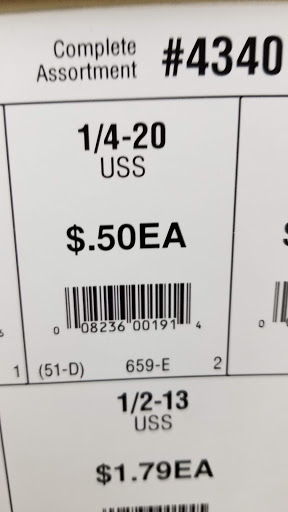 Complete
Assortment #4340
1/4-20
USS
$.50EA
0 08236 00191 4
0
1 (51-D) 659-E 2
1/2-13
USS
$1.79EA